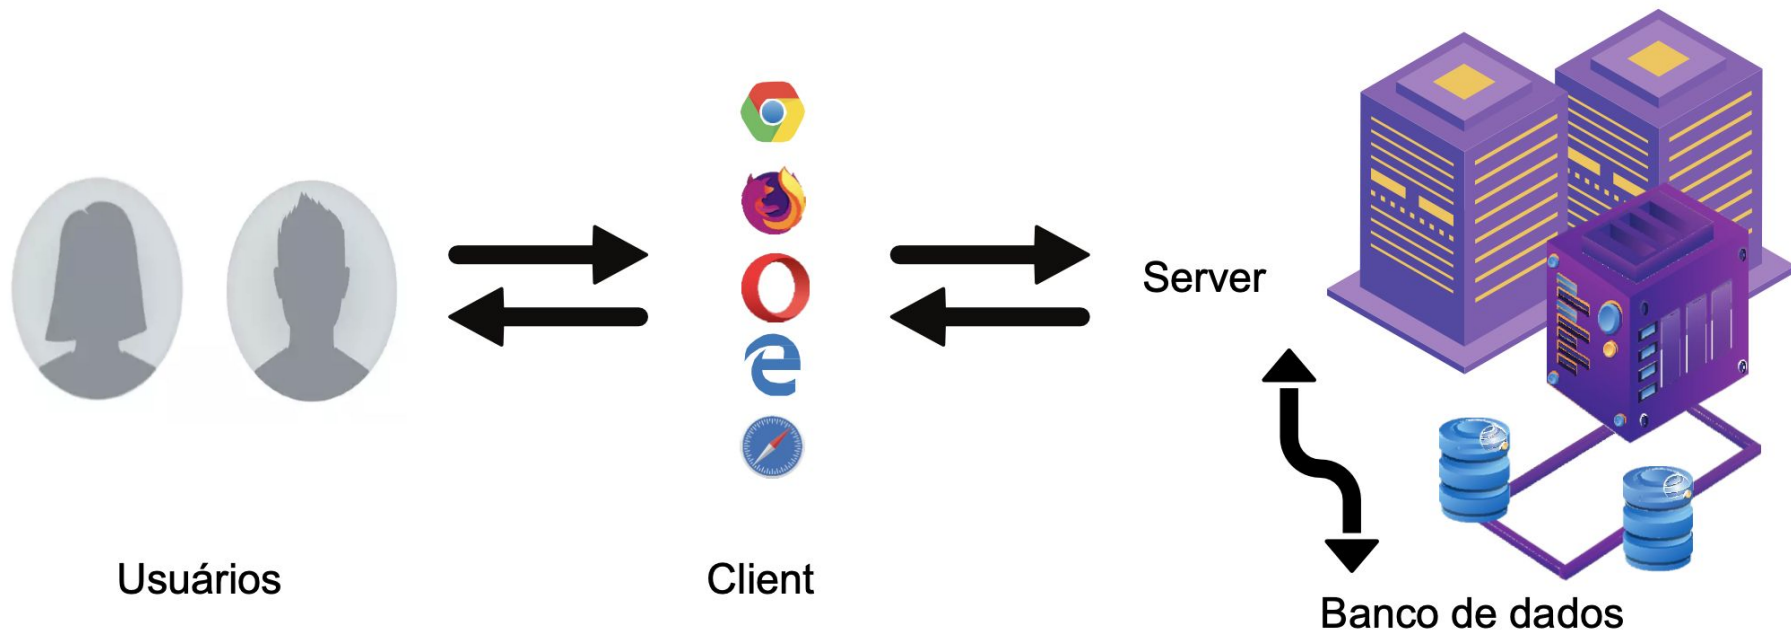 Server
Usuários
Client
Banco de dados